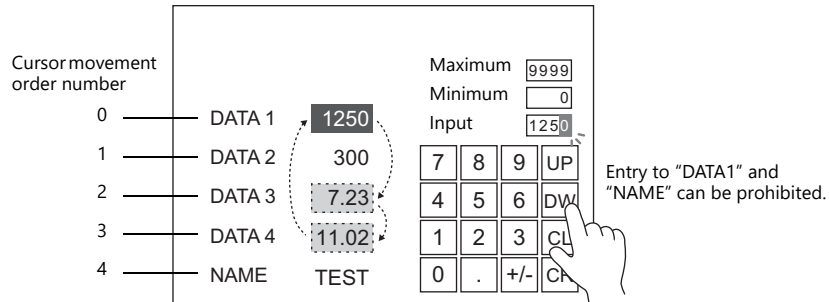 Cursor movement
order number
0 DATA 1 1250
1 DATA 2 300
2 DATA 3 7.23
3 DATA 4 11.02
4 NAME TEST
Maximum 9999
Minimum 0
Input 1250
7 8 9 UP
4 5 6 DW
1 2 3 CL
0 . +/- CR
Entry to “DATA1” and
“NAME” can be prohibited.